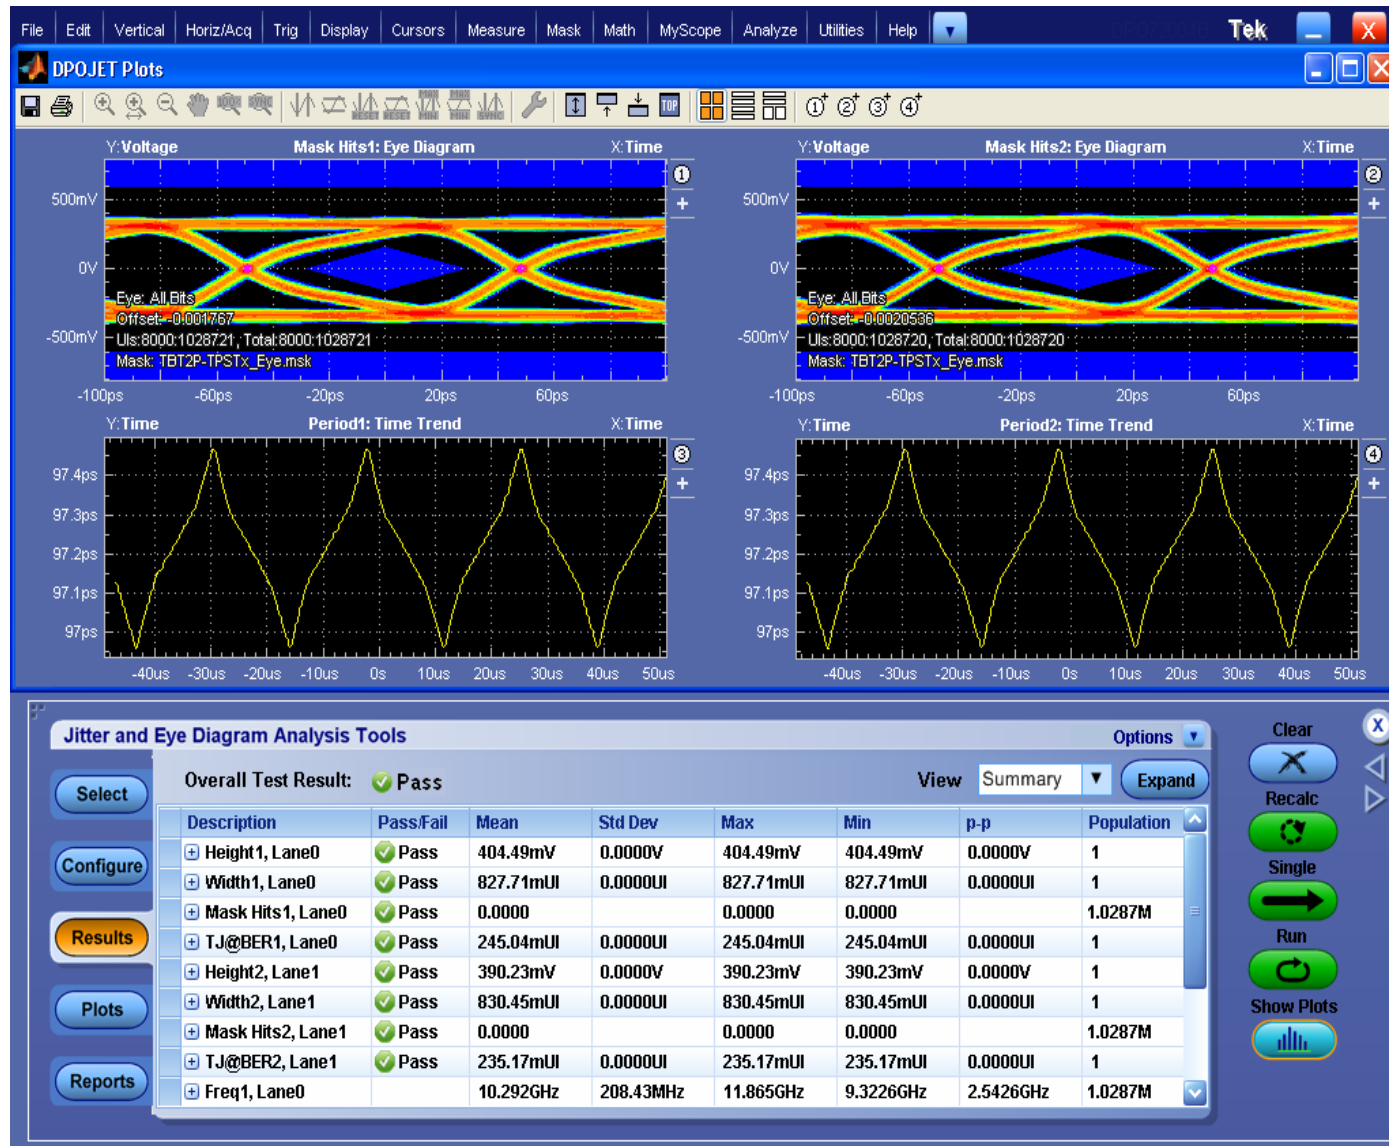 File Edit Vertical Horiz/Acq Trig Display Cursors Measure Mask Math MyScope Analyze Utilities Help Tek
DPOJET Plots
Y:Voltage Mask Hits1: Eye Diagram X:Time
500mV
0V
-500mV
Eye: All Bits
Offset: -0.001767
UIs:8000:1028721, Total:8000:1028721
Mask: TBT2P-TPSTx_Eye.msk
-100ps -60ps -20ps 20ps 60ps
1
+
Y:Voltage Mask Hits2: Eye Diagram X:Time
500mV
0V
-500mV
Eye: All Bits
Offset: -0.0020536
UIs:8000:1028720, Total:8000:1028720
Mask: TBT2P-TPSTx_Eye.msk
-100ps -60ps -20ps 20ps 60ps
2
+
Y:Time Period1: Time Trend X:Time
97.4ps
97.3ps
97.2ps
97.1ps
97ps
-40us -30us -20us -10us 0s 10us 20us 30us 40us 50us
3
+
Y:Time Period2: Time Trend X:Time
97.4ps
97.3ps
97.2ps
97.1ps
97ps
-40us -30us -20us -10us 0s 10us 20us 30us 40us 50us
4
+
Jitter and Eye Diagram Analysis Tools Options
Select
Configure
Results
Plots
Reports
Overall Test Result: Pass View Summary Expand
Description Pass/Fail Mean Std Dev Max Min p-p Population
Height1, Lane0 Pass 404.49mV 0.0000V 404.49mV 404.49mV 0.0000V 1
Width1, Lane0 Pass 827.71mUI 0.0000UI 827.71mUI 827.71mUI 0.0000UI 1
Mask Hits1, Lane0 Pass 0.0000 0.0000 0.0000 1.0287M
TJ@BER1, Lane0 Pass 245.04mUI 0.0000UI 245.04mUI 245.04mUI 0.0000UI 1
Height2, Lane1 Pass 390.23mV 0.0000V 390.23mV 390.23mV 0.0000V 1
Width2, Lane1 Pass 830.45mUI 0.0000UI 830.45mUI 830.45mUI 0.0000UI 1
Mask Hits2, Lane1 Pass 0.0000 0.0000 0.0000 1.0287M
TJ@BER2, Lane1 Pass 235.17mUI 0.0000UI 235.17mUI 235.17mUI 0.0000UI 1
Freq1, Lane0 10.292GHz 208.43MHz 11.865GHz 9.3226GHz 2.5426GHz 1.0287M
Clear
Recalc
Single
Run
Show Plots